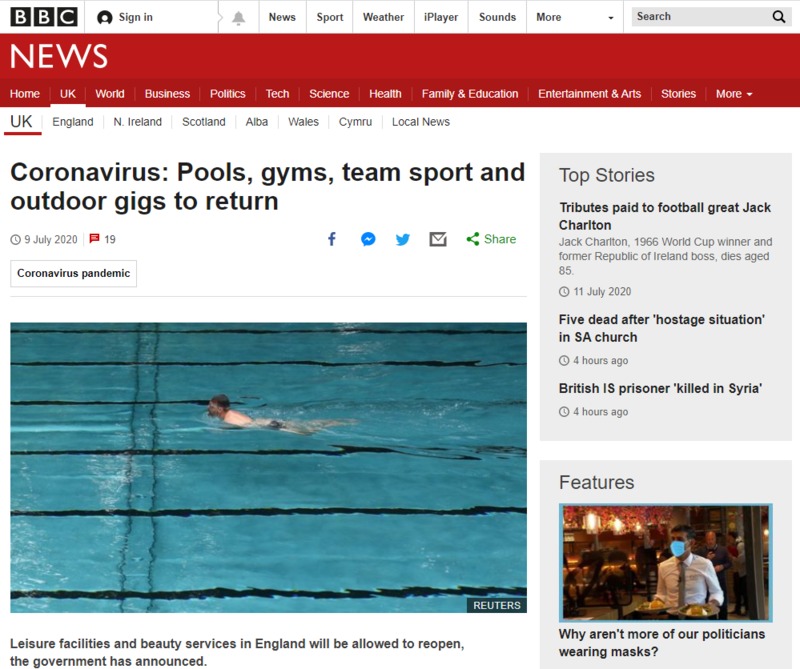 BBC Sign in News Sport Weather iPlayer Sounds More Search
NEWS
Home UK World Business Politics Tech Science Health Family & Education Entertainment & Arts Stories More
UK England N. Ireland Scotland Alba Wales Cymru Local News
Coronavirus: Pools, gyms, team sport and
outdoor gigs to return
9 July 2020 19 Share
Coronavirus pandemic
REUTERS
Leisure facilities and beauty services in England will be allowed to reopen,
the government has announced.
Top Stories
Tributes paid to football great Jack
Charlton
Jack Charlton, 1966 World Cup winner and
former Republic of Ireland boss, dies aged
85.
11 July 2020
Five dead after 'hostage situation'
in SA church
4 hours ago
British IS prisoner 'killed in Syria'
4 hours ago
Features
Why aren't more of our politicians
wearing masks?